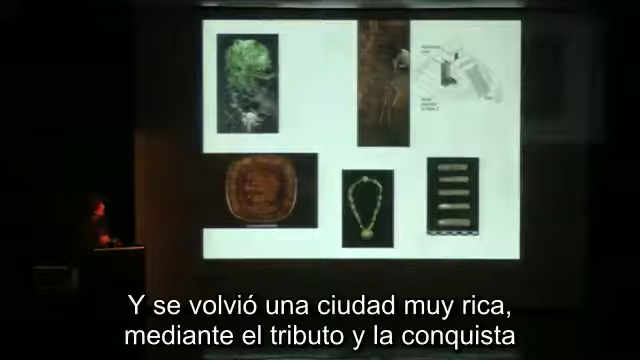 Y se volvió una ciudad muy rica,
mediante el tributo y la conquista